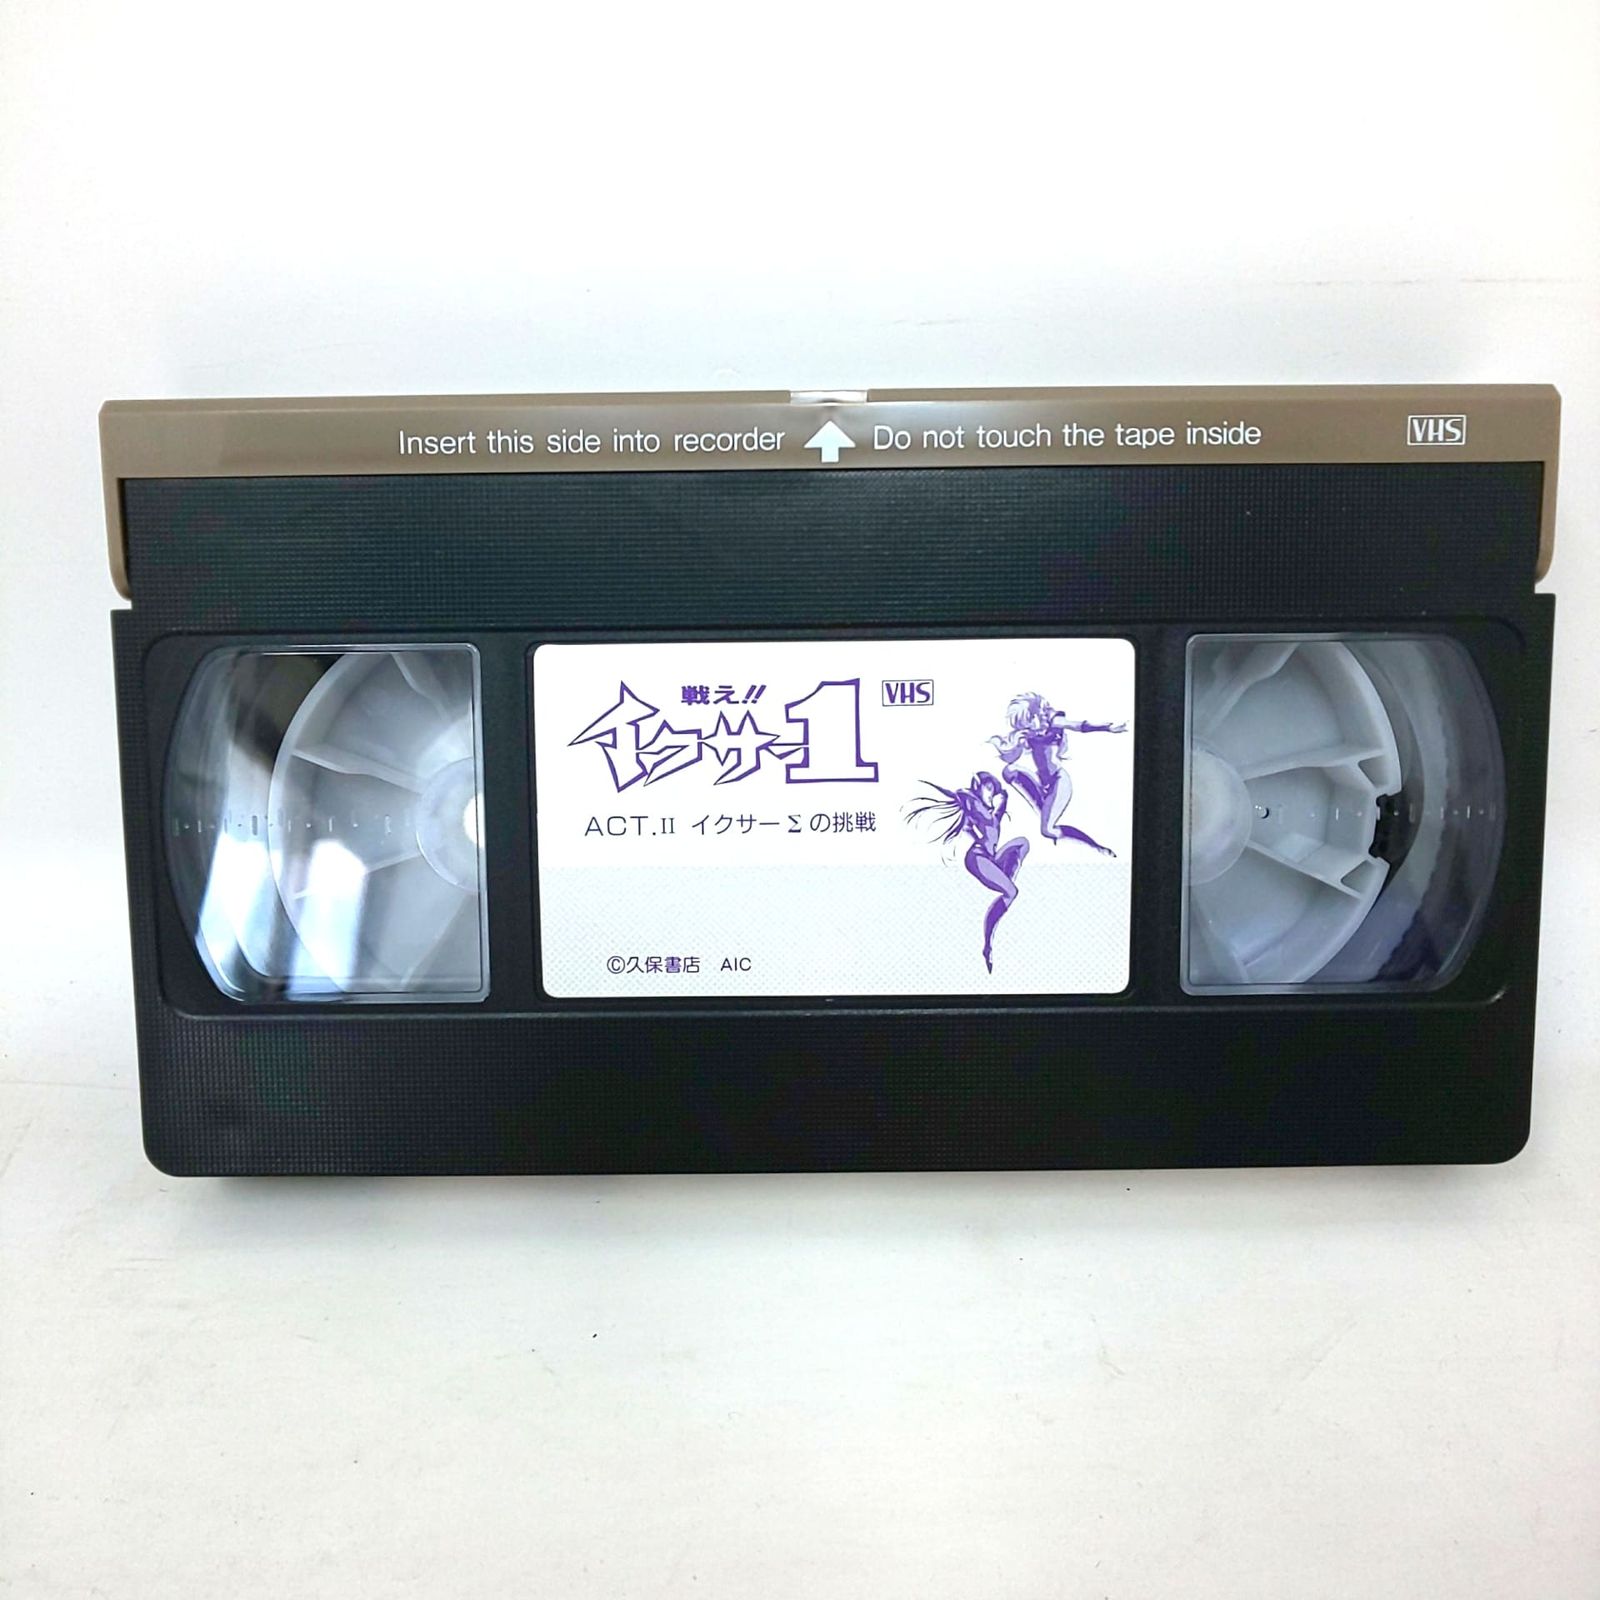 Insert this side into recorder Do not touch the tape inside VHS
戦え!!
イクサー1 VHS
ACT.II イクサーΣの挑戦
©久保書店 AIC